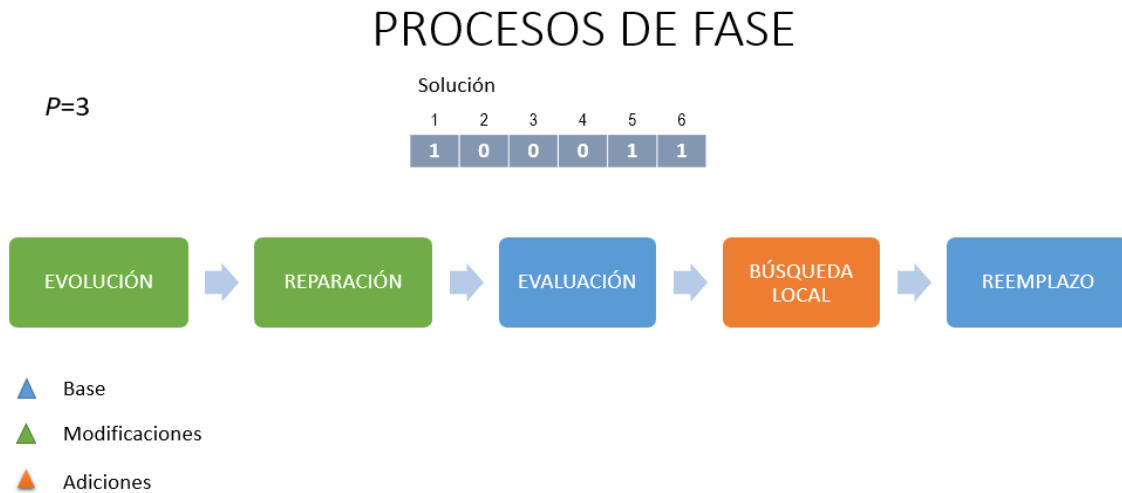 PROCESOS DE FASE
P=3
Solución
1 2 3 4 5 6
1 0 0 0 1 1
EVOLUCIÓN
REPARACIÓN
EVALUACIÓN
BÚSQUEDA
LOCAL
REEMPLAZO
Base
Modificaciones
Adiciones